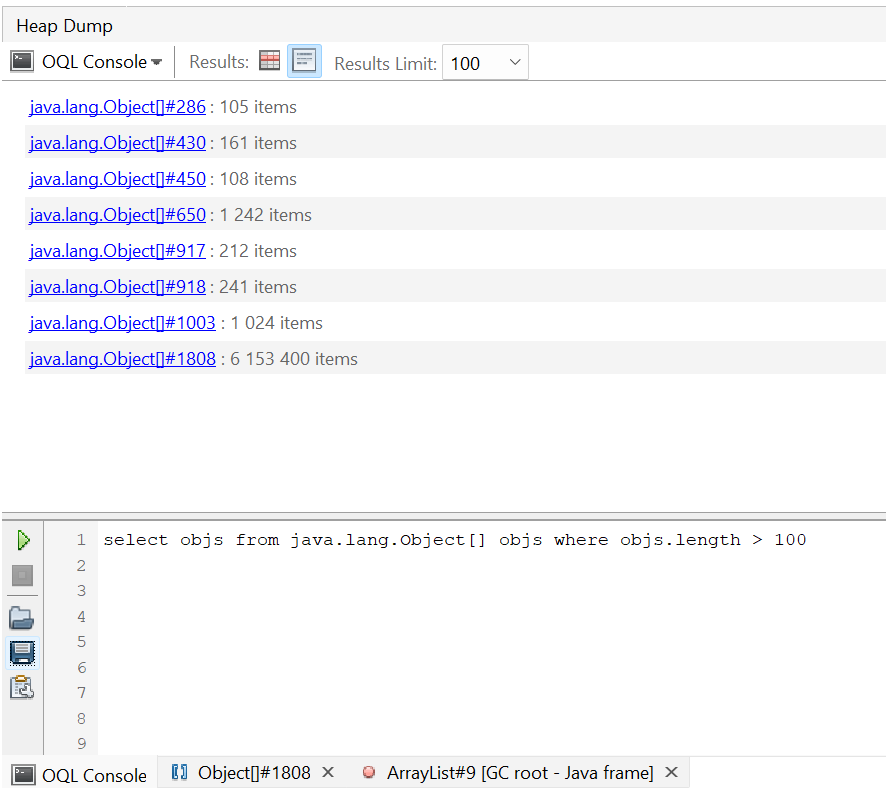 Heap Dump
OQL Console Results: Results Limit: 100
java.lang.Object[]#286 : 105 items
java.lang.Object[]#430 : 161 items
java.lang.Object[]#450 : 108 items
java.lang.Object[]#650 : 1 242 items
java.lang.Object[]#917 : 212 items
java.lang.Object[]#918 : 241 items
java.lang.Object[]#1003 : 1 024 items
java.lang.Object[]#1808 : 6 153 400 items
1 select objs from java.lang.Object[] objs where objs.length > 100
2
3
4
5
6
7
8
9
OQL Console Object[]#1808 ArrayList#9 [GC root - Java frame]